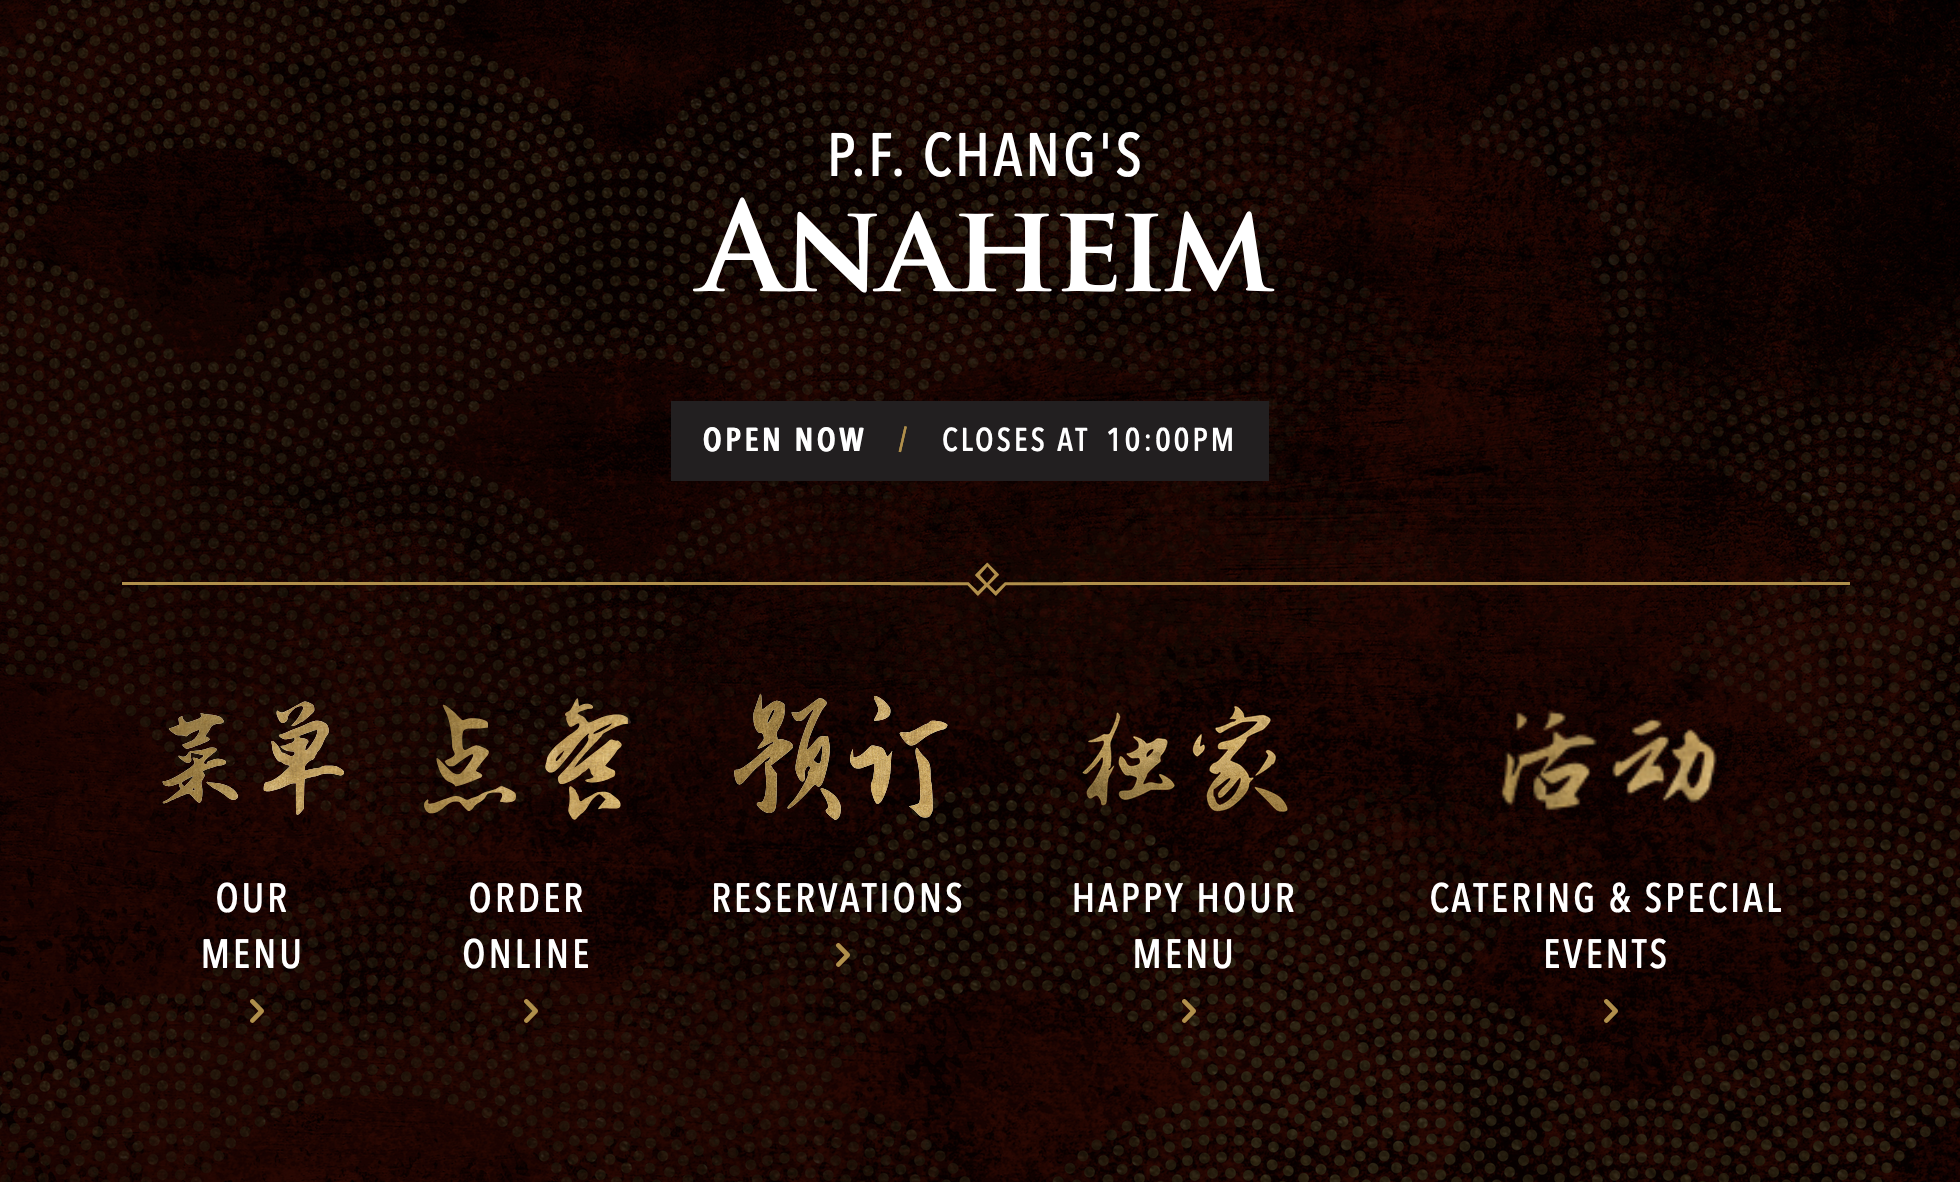 P.F. CHANG'S
ANAHEIM
OPEN NOW / CLOSES AT 10:00PM
菜单 点餐 预订 独家 活动
OUR MENU
ORDER ONLINE
RESERVATIONS
HAPPY HOUR MENU
CATERING & SPECIAL EVENTS